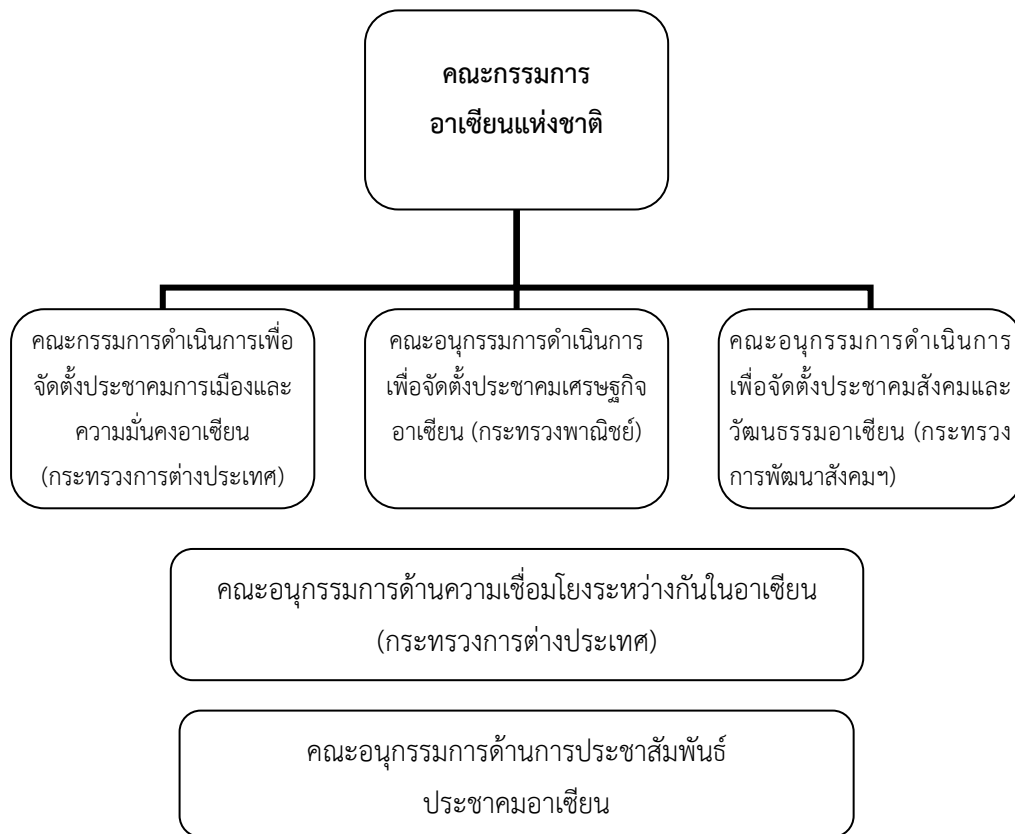 คณะกรรมการ
อาเซียนแห่งชาติ
คณะกรรมการดำเนินการเพื่อ
จัดตั้งประชาคมการเมืองและ
ความมั่นคงอาเซียน
(กระทรวงการต่างประเทศ)
คณะอนุกรรมการดำเนินการ
เพื่อจัดตั้งประชาคมเศรษฐกิจ
อาเซียน (กระทรวงพาณิชย์)
คณะอนุกรรมการดำเนินการ
เพื่อจัดตั้งประชาคมสังคมและ
วัฒนธรรมอาเซียน (กระทรวง
การพัฒนาสังคมฯ)
คณะอนุกรรมการด้านความเชื่อมโยงระหว่างกันในอาเซียน
(กระทรวงการต่างประเทศ)
คณะอนุกรรมการด้านการประชาสัมพันธ์
ประชาคมอาเซียน